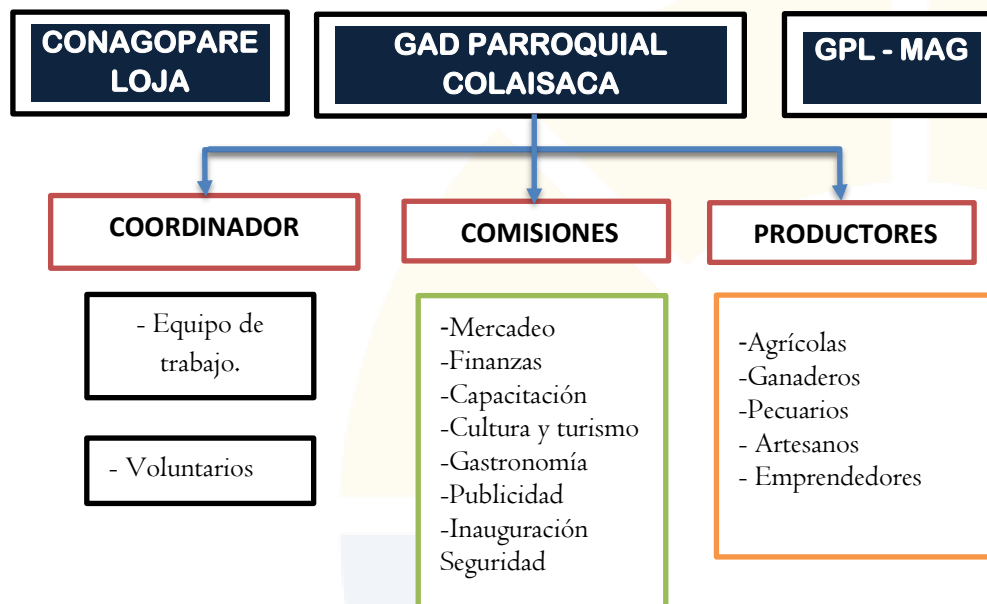 CONAGOPARE
LOJA
GAD PARROQUIAL
COLAISACA
GPL - MAG
COORDINADOR
COMISIONES
PRODUCTORES
- Equipo de
trabajo.
- Voluntarios
-Mercadeo
-Finanzas
-Capacitación
-Cultura y turismo
-Gastronomía
-Publicidad
-Inauguración
Seguridad
-Agrícolas
-Ganaderos
-Pecuarios
- Artesanos
- Emprendedores